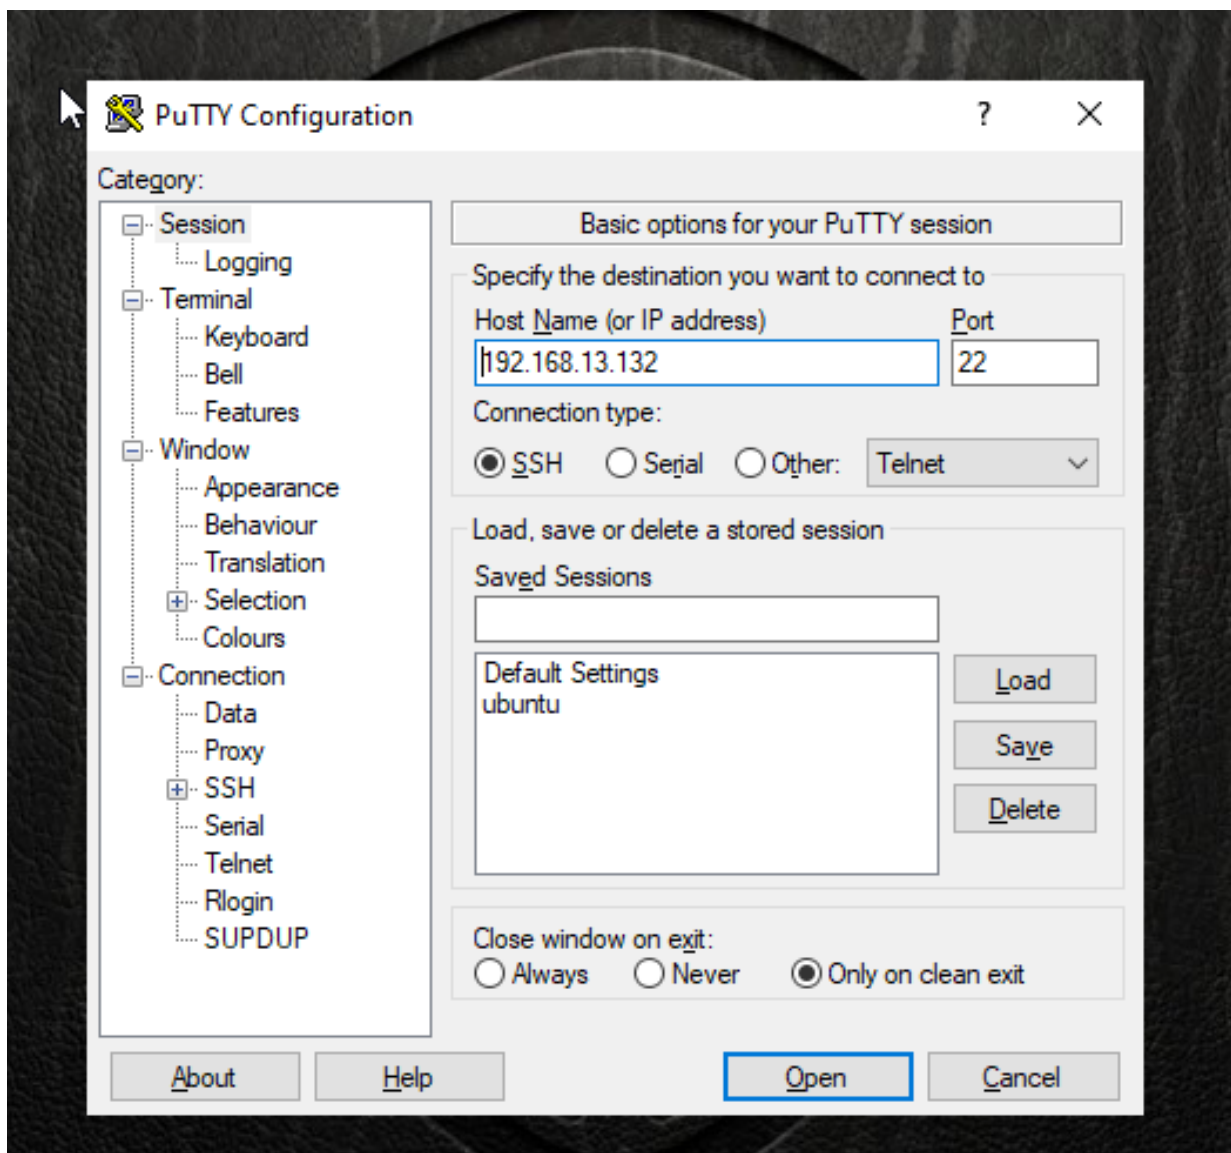 PuTTY Configuration
?
Category:
Session
Logging
Terminal
Keyboard
Bell
Features
Window
Appearance
Behaviour
Translation
Selection
Colours
Connection
Data
Proxy
SSH
Serial
Telnet
Rlogin
SUPDUP
Basic options for your PuTTY session
Specify the destination you want to connect to
Host Name (or IP address) Port
192.168.13.132 22
Connection type:
SSH Serial Other: Telnet
Load, save or delete a stored session
Saved Sessions
Default Settings
ubuntu
Load
Save
Delete
Close window on exit:
Always Never Only on clean exit
About Help Open Cancel